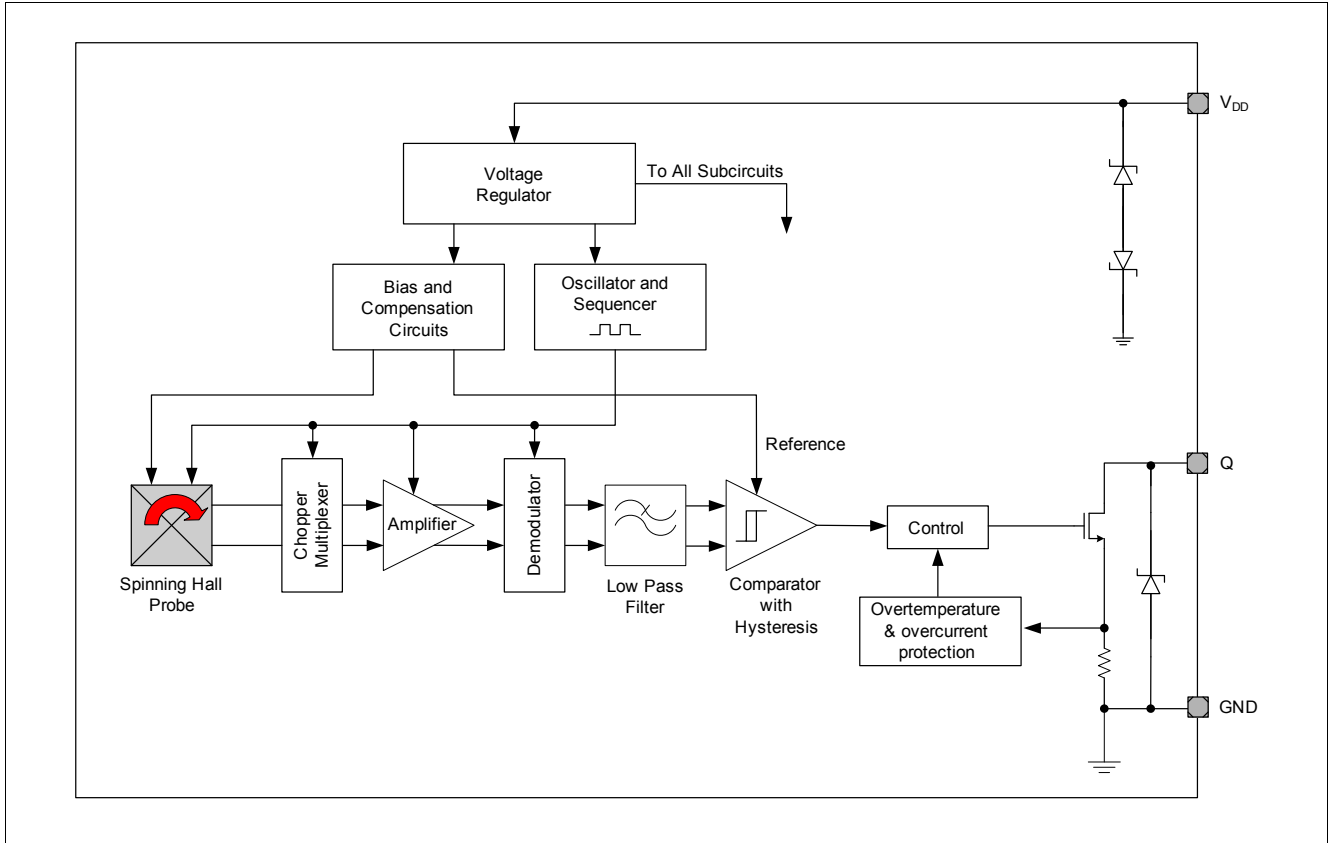 V_DD
Voltage
Regulator
To All Subcircuits
Bias and
Compensation
Circuits
Oscillator and
Sequencer
Reference
Q
Spinning Hall
Probe
Chopper
Multiplexer
Amplifier
Demodulator
Low Pass
Filter
Comparator
with
Hysteresis
Control
Overtemperature
& overcurrent
protection
GND